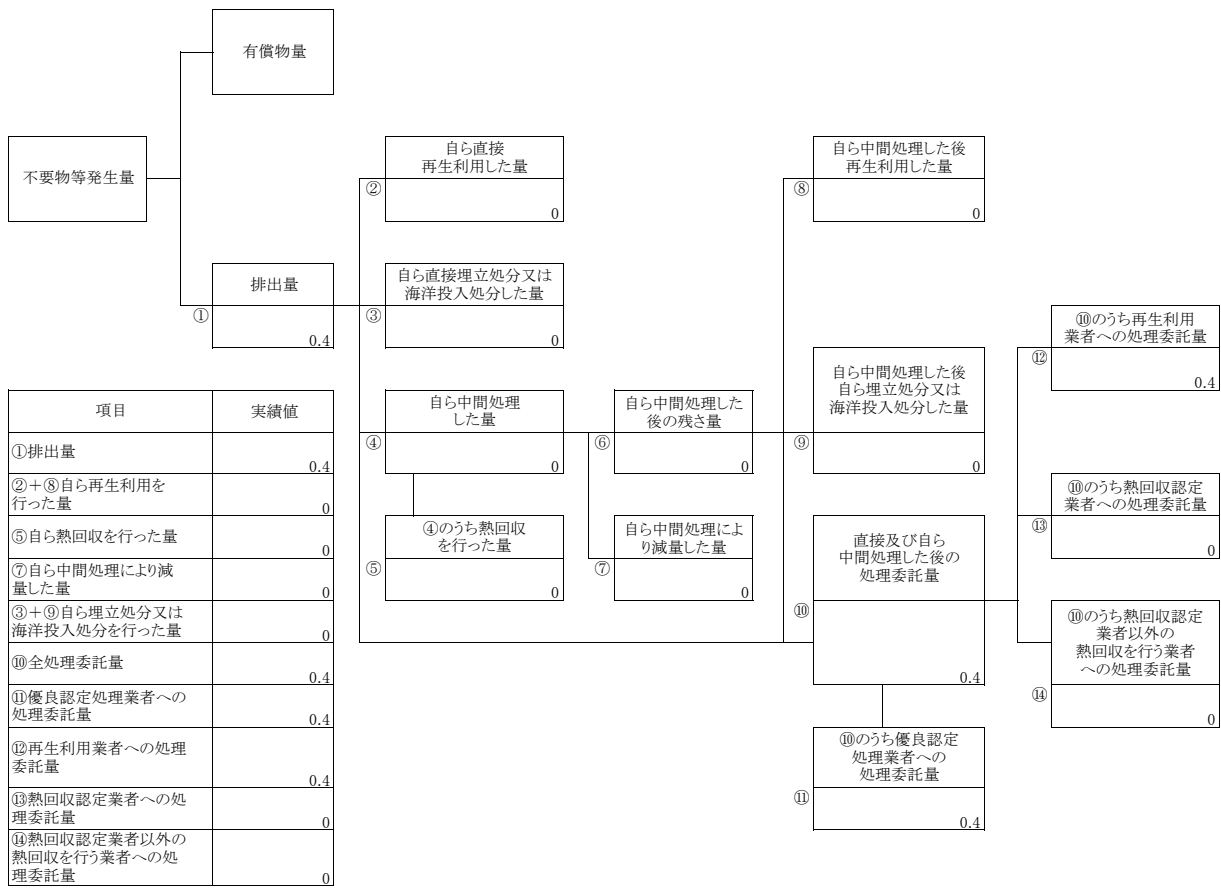 有償物量
不要物等発生量
自ら直接
再生利用した量
②
0
自ら中間処理した後
再生利用した量
⑧
0
排出量
①
0.4
自ら直接埋立処分又は
海洋投入処分した量
③
0
⑩のうち再生利用
業者への処理委託量
⑫
0.4
自ら中間処理
した量
④
0
自ら中間処理した
後の残さ量
⑥
0
自ら中間処理した後
自ら埋立処分又は
海洋投入処分した量
⑨
0
④のうち熱回収
を行った量
⑤
0
自ら中間処理によ
り減量した量
⑦
0
直接及び自ら
中間処理した後の
処理委託量
⑩
0.4
⑩のうち熱回収認定
業者への処理委託量
⑬
0
⑩のうち熱回収認定
業者以外の
熱回収を行う業者
への処理委託量
⑭
0
⑩のうち優良認定
処理業者への
処理委託量
⑪
0.4
項目 実績値
①排出量
0.4
②+⑧自ら再生利用を
行った量
0
⑤自ら熱回収を行った量
0
⑦自ら中間処理により減
量した量
0
③+⑨自ら埋立処分又は
海洋投入処分を行った量
0
⑩全処理委託量
0.4
⑪優良認定処理業者への
処理委託量
0.4
⑫再生利用業者への処理
委託量
0.4
⑬熱回収認定業者への処
理委託量
0
⑭熱回収認定業者以外の
熱回収を行う業者への処
理委託量
0